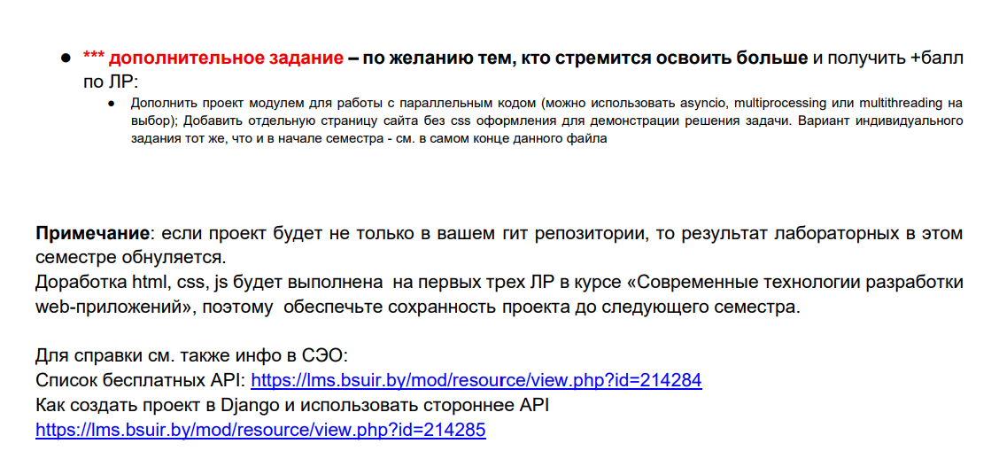 ● *** дополнительное задание – по желанию тем, кто стремится освоить больше и получить +балл
по ЛР:
● Дополнить проект модулем для работы с параллельным кодом (можно использовать asyncio, multiprocessing или multithreading на
выбор); Добавить отдельную страницу сайта без css оформления для демонстрации решения задачи. Вариант индивидуального
задания тот же, что и в начале семестра - см. в самом конце данного файла
Примечание: если проект будет не только в вашем гит репозитории, то результат лабораторных в этом
семестре обнуляется.
Доработка html, css, js будет выполнена на первых трех ЛР в курсе «Современные технологии разработки
web-приложений», поэтому обеспечьте сохранность проекта до следующего семестра.
Для справки см. также инфо в СЭО:
Список бесплатных API: https://lms.bsuir.by/mod/resource/view.php?id=214284
Как создать проект в Django и использовать стороннее API
https://lms.bsuir.by/mod/resource/view.php?id=214285